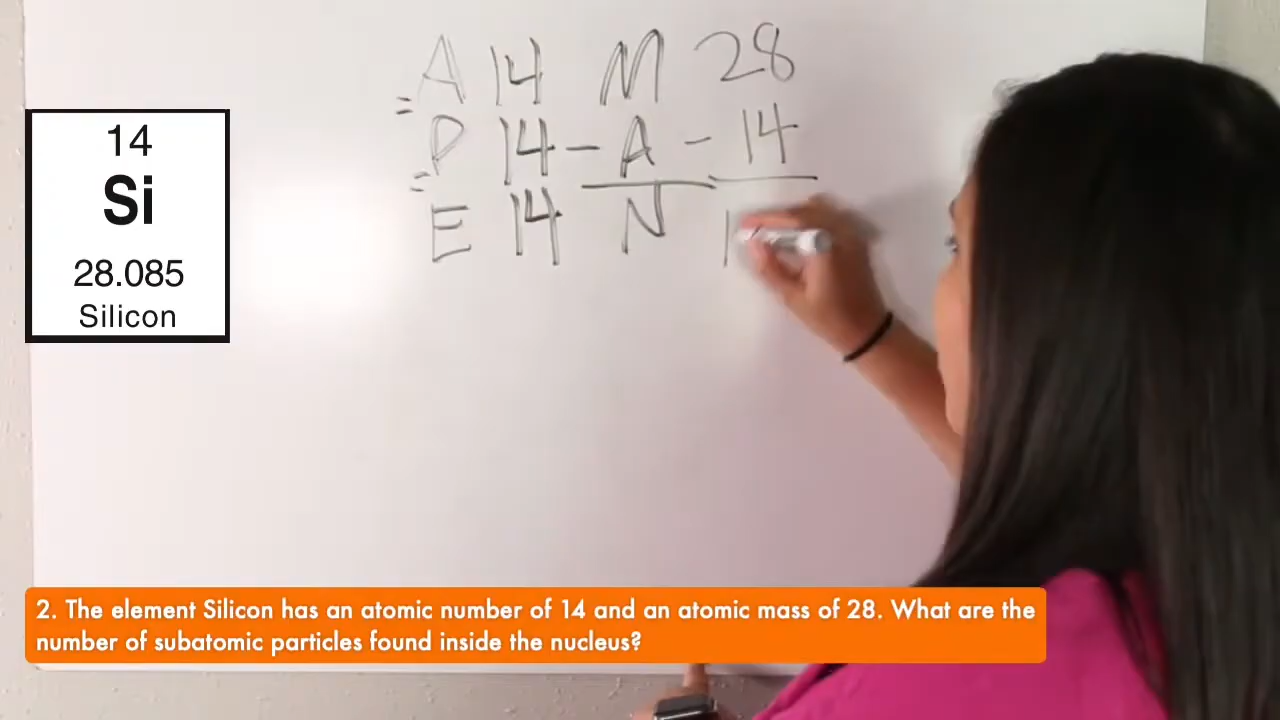 A 14 M 28
= P 14 - A - 14
= E 14 N 1
14
Si
28.085
Silicon
2. The element Silicon has an atomic number of 14 and an atomic mass of 28. What are the
number of subatomic particles found inside the nucleus?